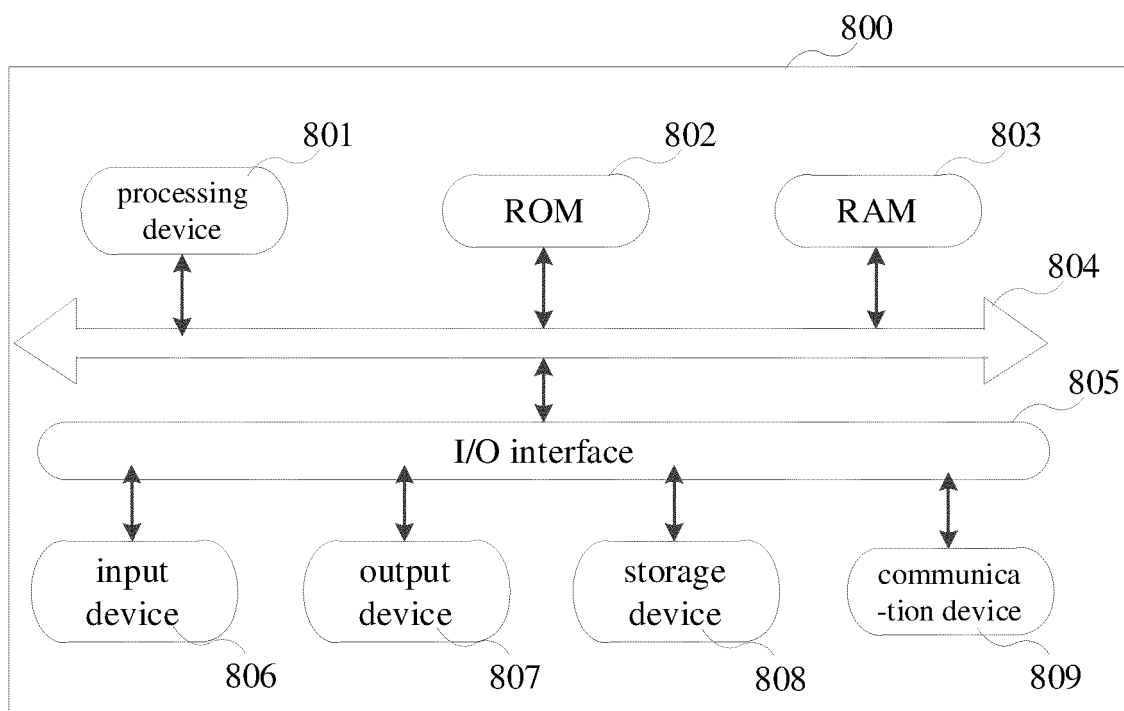 800
801
802
803
processing
device
ROM
RAM
804
805
I/O interface
input
device
output
device
storage
device
communica
-tion device
806
807
808
809